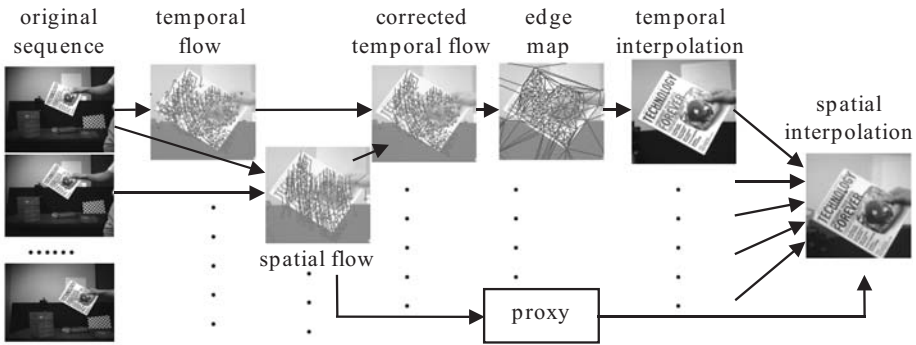 original
sequence
temporal
flow
corrected
temporal flow
edge
map
temporal
interpolation
spatial
interpolation
TECHNOLOGY
FOREVER
TECHNOLOGY
FOREVER
spatial flow
proxy